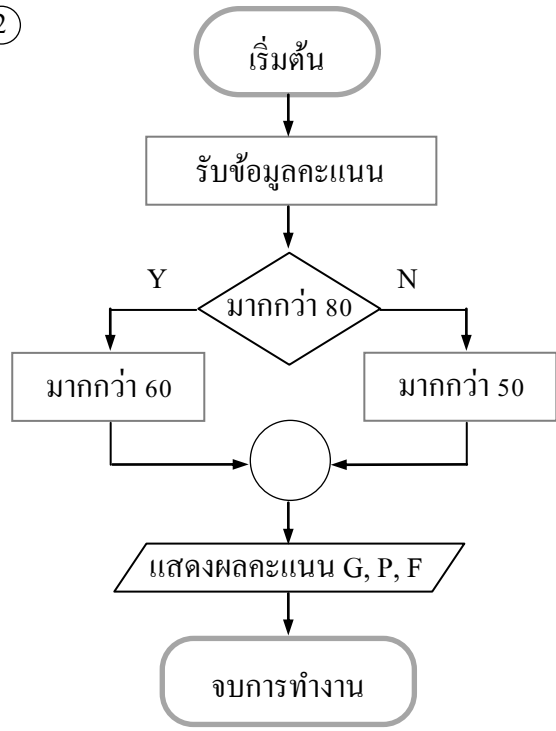 2
เริ่มต้น
รับข้อมูลคะแนน
Y
N
มากกว่า 80
มากกว่า 60
มากกว่า 50
แสดงผลคะแนน G, P, F
จบการทำงาน